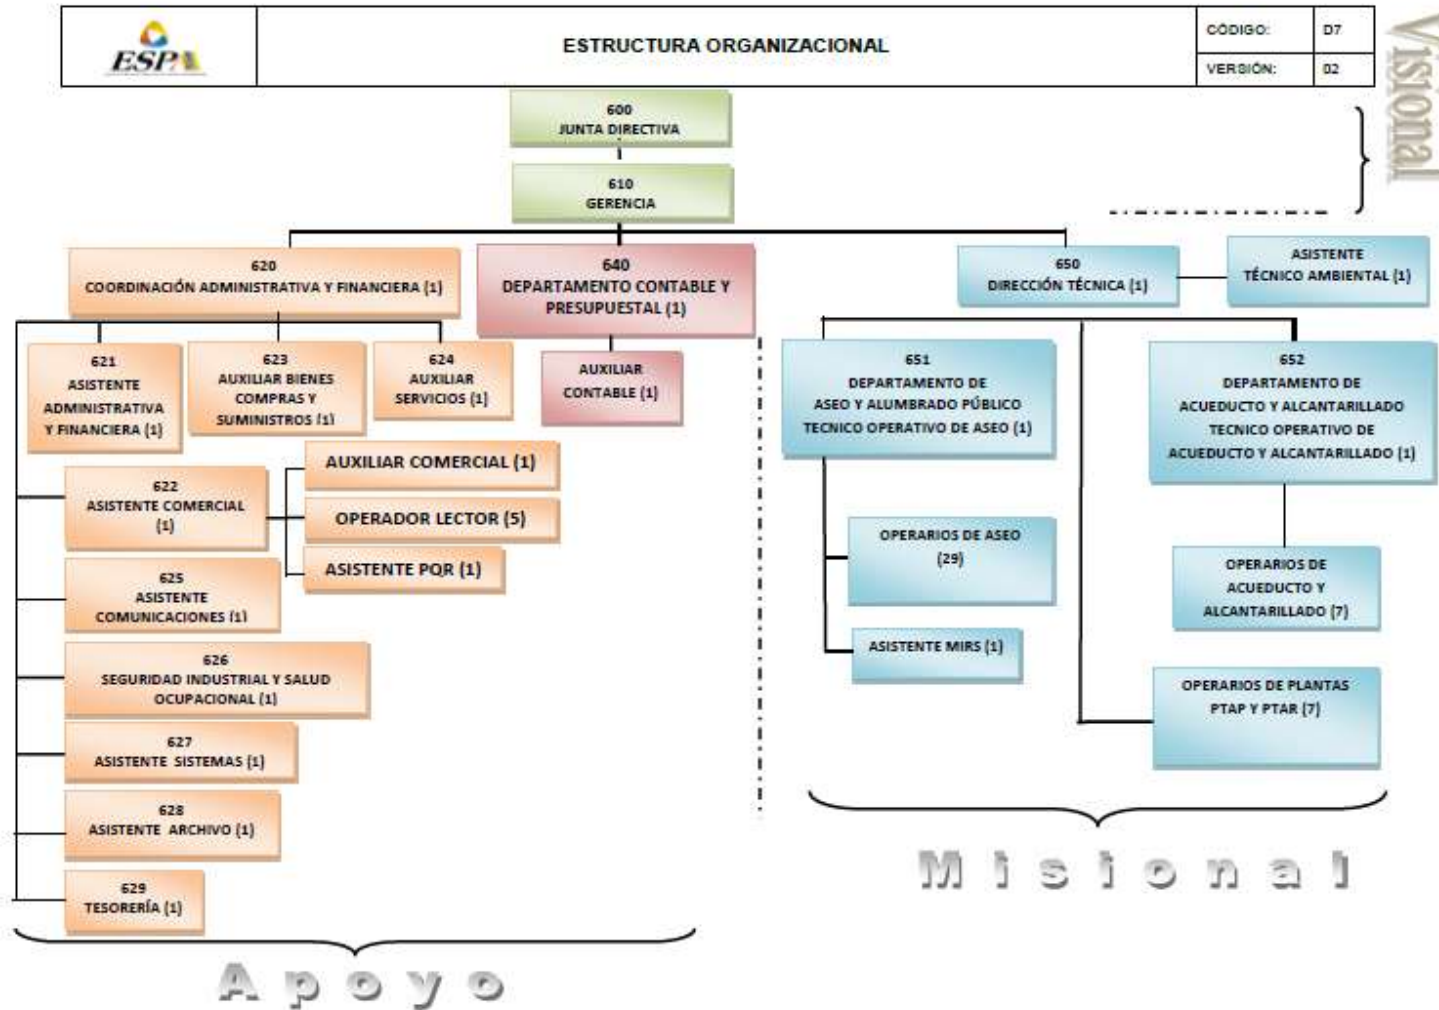 ESPA
ESTRUCTURA ORGANIZACIONAL
CÓDIGO: D7
VERSIÓN: 02
Visional
600
JUNTA DIRECTIVA
610
GERENCIA
620
COORDINACIÓN ADMINISTRATIVA Y FINANCIERA (1)
640
DEPARTAMENTO CONTABLE Y
PRESUPUESTAL (1)
650
DIRECCIÓN TÉCNICA (1)
ASISTENTE
TÉCNICO AMBIENTAL (1)
621
ASISTENTE
ADMINISTRATIVA
Y FINANCIERA (1)
623
AUXILIAR BIENES
COMPRAS Y
SUMINISTROS (1)
624
AUXILIAR
SERVICIOS (1)
AUXILIAR
CONTABLE (1)
651
DEPARTAMENTO DE
ASEO Y ALUMBRADO PÚBLICO
TECNICO OPERATIVO DE ASEO (1)
652
DEPARTAMENTO DE
ACUEDUCTO Y ALCANTARILLADO
TECNICO OPERATIVO DE
ACUEDUCTO Y ALCANTARILLADO (1)
622
ASISTENTE COMERCIAL
(1)
AUXILIAR COMERCIAL (1)
OPERADOR LECTOR (5)
ASISTENTE PQR (1)
625
ASISTENTE
COMUNICACIONES (1)
626
SEGURIDAD INDUSTRIAL Y SALUD
OCUPACIONAL (1)
627
ASISTENTE SISTEMAS (1)
628
ASISTENTE ARCHIVO (1)
629
TESORERÍA (1)
OPERARIOS DE ASEO
(29)
ASISTENTE MIRS (1)
OPERARIOS DE
ACUEDUCTO Y
ALCANTARILLADO (7)
OPERARIOS DE PLANTAS
PTAP Y PTAR (7)
Misional
Apoyo